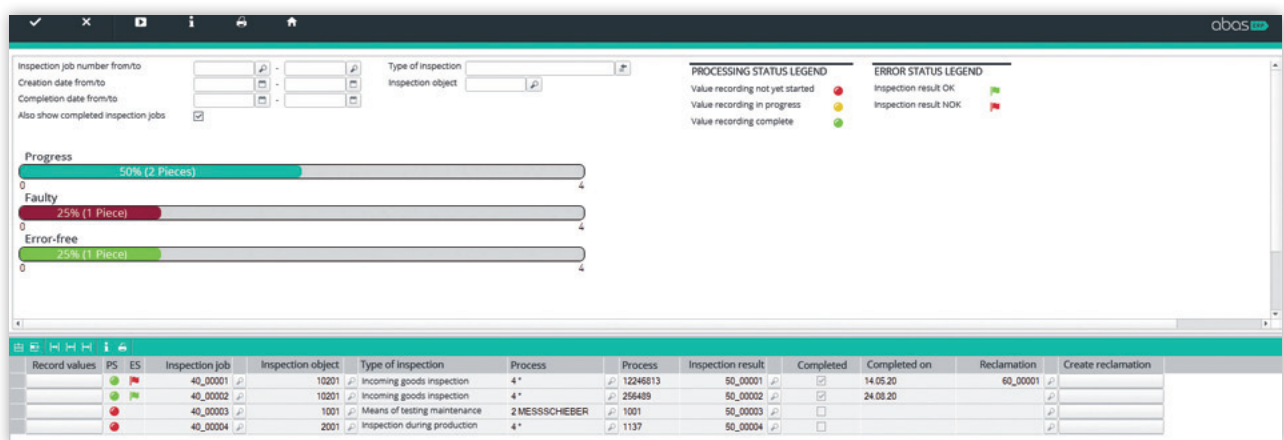 abas ERP
Inspection job number from/to - Type of inspection
Creation date from/to - Inspection object
Completion date from/to -
Also show completed inspection jobs
PROCESSING STATUS LEGEND
Value recording not yet started
Value recording in progress
Value recording complete
ERROR STATUS LEGEND
Inspection result OK
Inspection result NOK
Progress
50% (2 Pieces)
0 4
Faulty
25% (1 Piece)
0 4
Error-free
25% (1 Piece)
0 4
Record values PS ES Inspection job Inspection object Type of inspection Process Process Inspection result Completed Completed on Reclamation Create reclamation
40_00001 10201 Incoming goods inspection 4 * 12246813 50_00001 14.05.20 60_00001
40_00002 10201 Incoming goods inspection 4 * 256489 50_00002 24.08.20
40_00003 1001 Means of testing maintenance 2 MESSSCHIEBER 1001 50_00003
40_00004 2001 Inspection during production 4 * 1137 50_00004